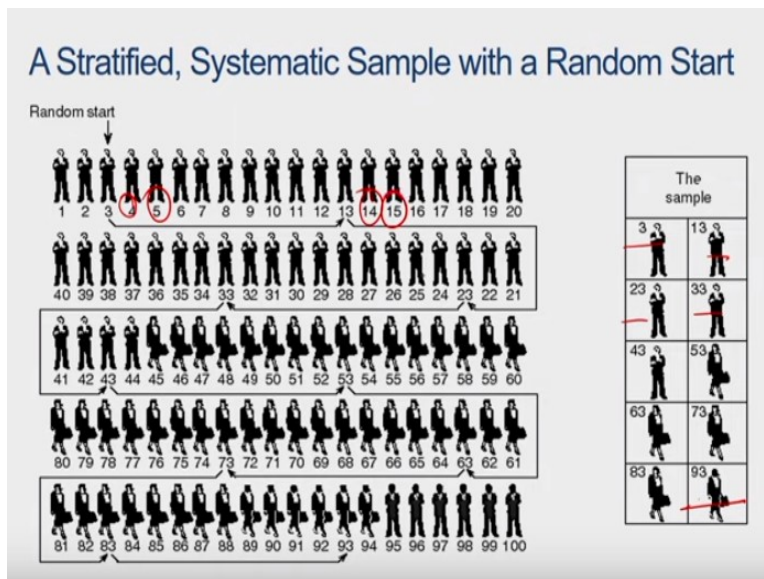 A Stratified, Systematic Sample with a Random Start
Random start
1 2 3 4 5 6 7 8 9 10 11 12 13 14 15 16 17 18 19 20
40 39 38 37 36 35 34 33 32 31 30 29 28 27 26 25 24 23 22 21
41 42 43 44 45 46 47 48 49 50 51 52 53 54 55 56 57 58 59 60
80 79 78 77 76 75 74 73 72 71 70 69 68 67 66 65 64 63 62 61
81 82 83 84 85 86 87 88 89 90 91 92 93 94 95 96 97 98 99 100
The
sample
3 13
23 33
43 53
63 73
83 93